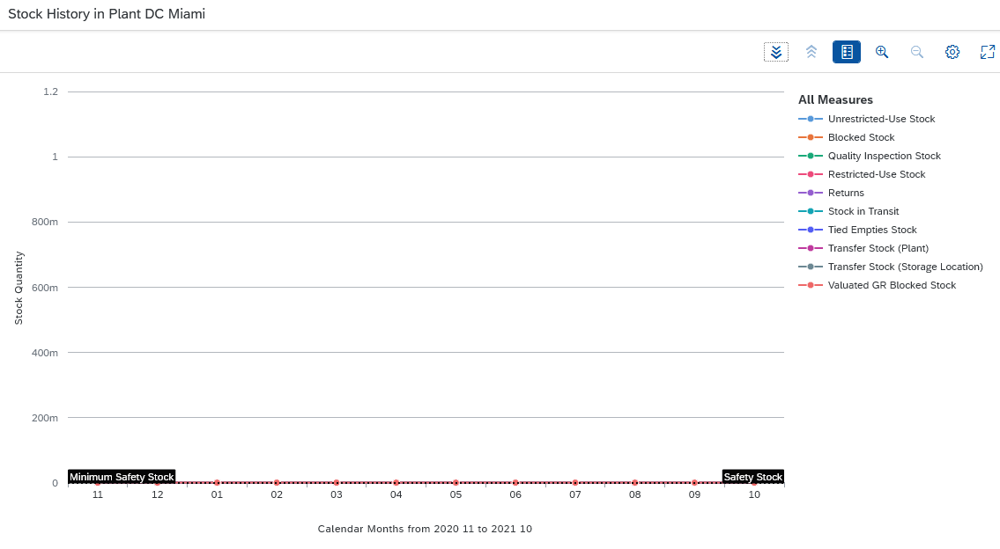 Stock History in Plant DC Miami
1.2
1
800m
600m
400m
200m
0
Stock Quantity
Minimum Safety Stock
Safety Stock
11 12 01 02 03 04 05 06 07 08 09 10
Calendar Months from 2020 11 to 2021 10
All Measures
Unrestricted-Use Stock
Blocked Stock
Quality Inspection Stock
Restricted-Use Stock
Returns
Stock in Transit
Tied Empties Stock
Transfer Stock (Plant)
Transfer Stock (Storage Location)
Valuated GR Blocked Stock